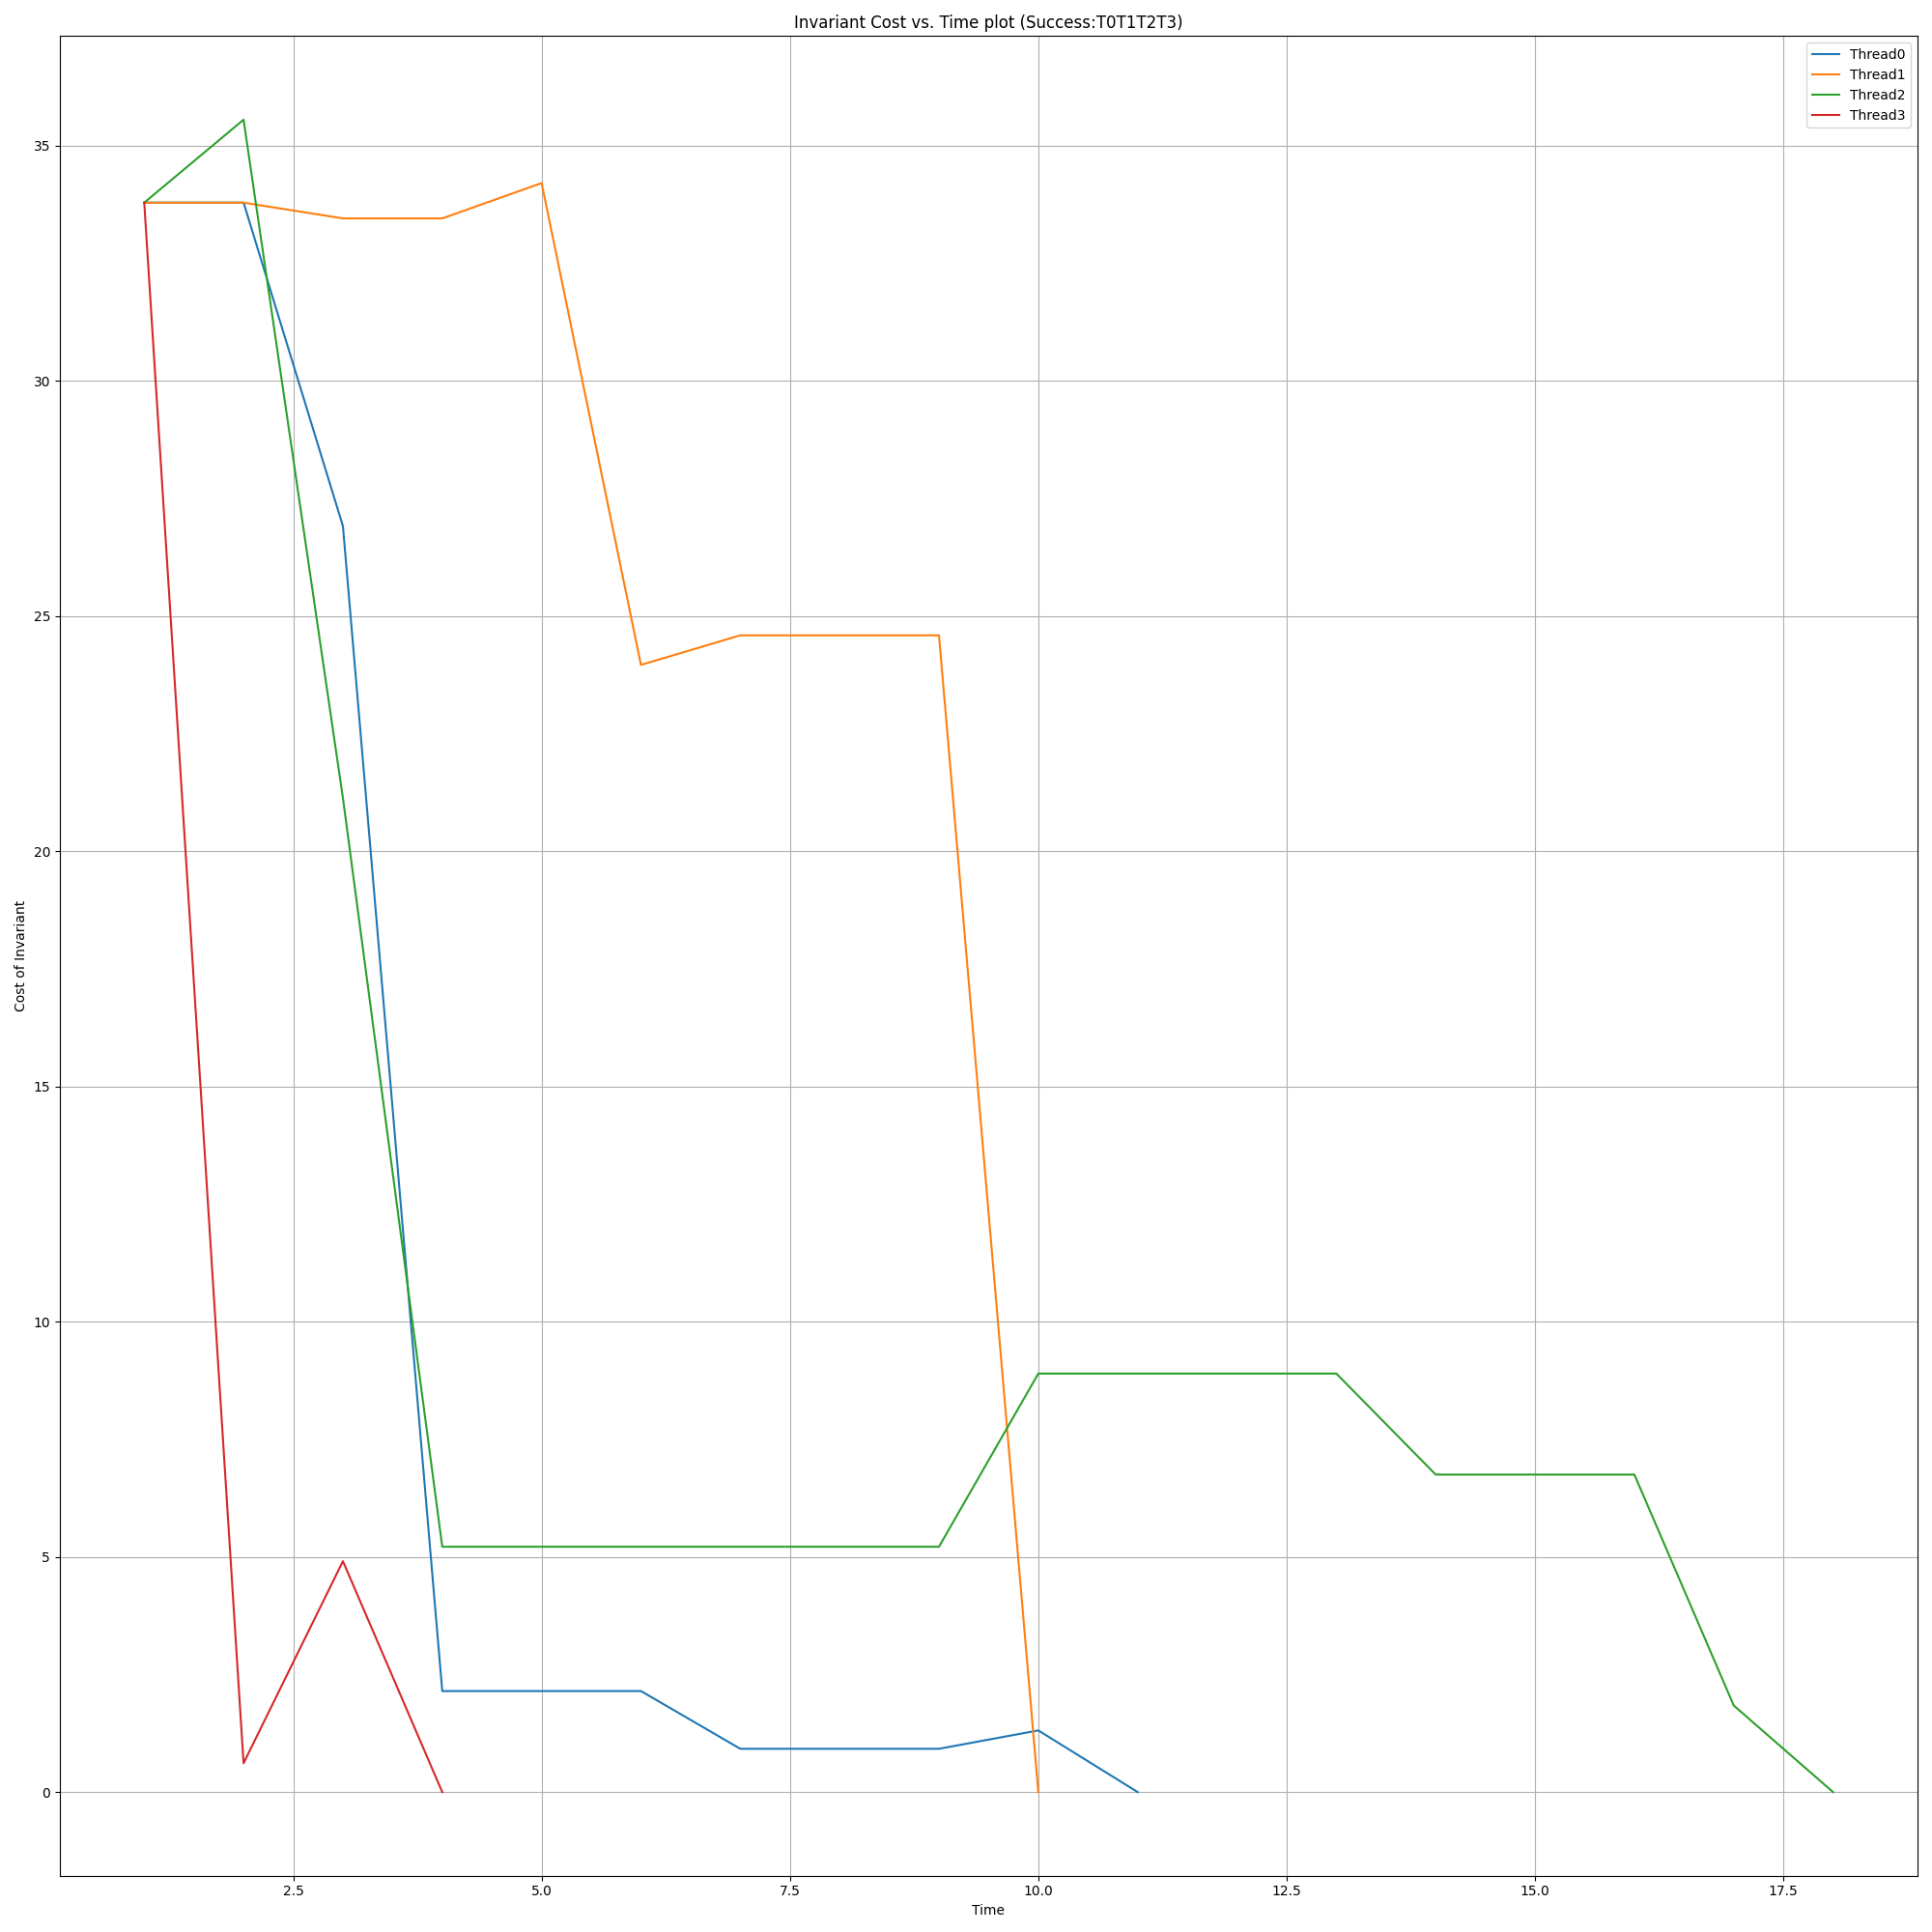 Invariant Cost vs. Time plot (Success:T0T1T2T3)
Thread0
Thread1
Thread2
Thread3
35
30
25
20
15
10
5
0
Cost of Invariant
2.5
5.0
7.5
10.0
12.5
15.0
17.5
Time